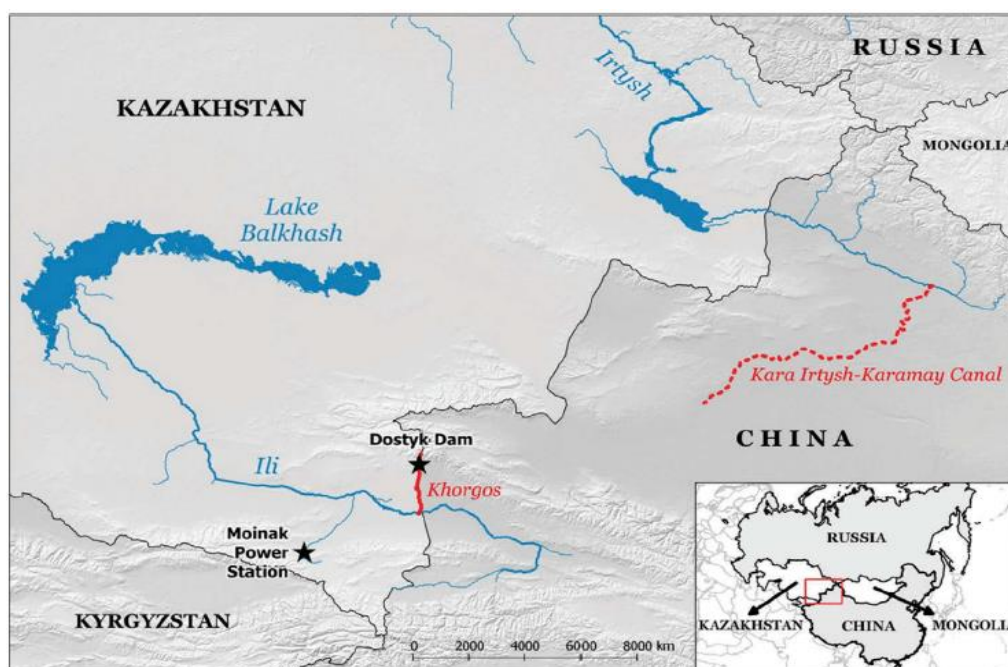 RUSSIA
Irtysh
KAZAKHSTAN
MONGOLIA
Lake
Balkhash
Kara Irtysh-Karamay Canal
CHINA
Dostyk Dam
Ili
Khorgos
Moinak
Power
Station
KYRGYZSTAN
0 2000 4000 6000 8000 km
RUSSIA
KAZAKHSTAN
MONGOLIA
CHINA